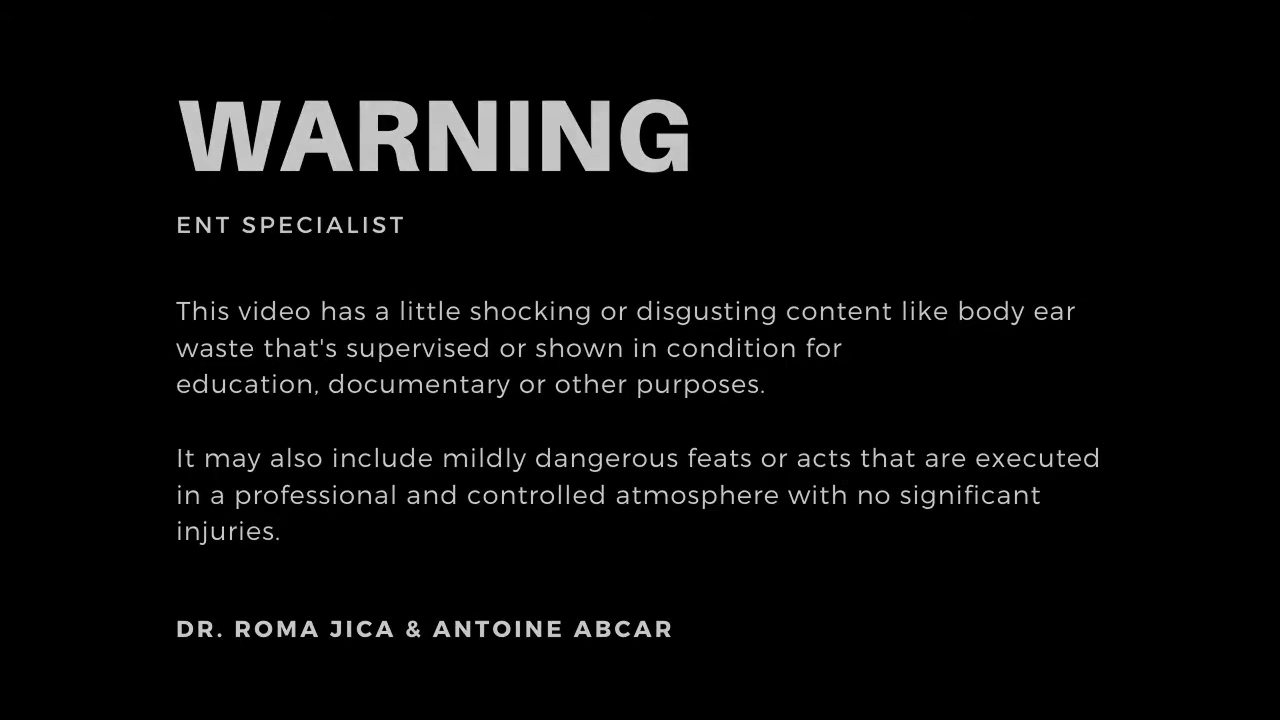 WARNING
ENT SPECIALIST
This video has a little shocking or disgusting content like body ear
waste that's supervised or shown in condition for
education, documentary or other purposes.
It may also include mildly dangerous feats or acts that are executed
in a professional and controlled atmosphere with no significant
injuries.
DR. ROMA JICA & ANTOINE ABCAR